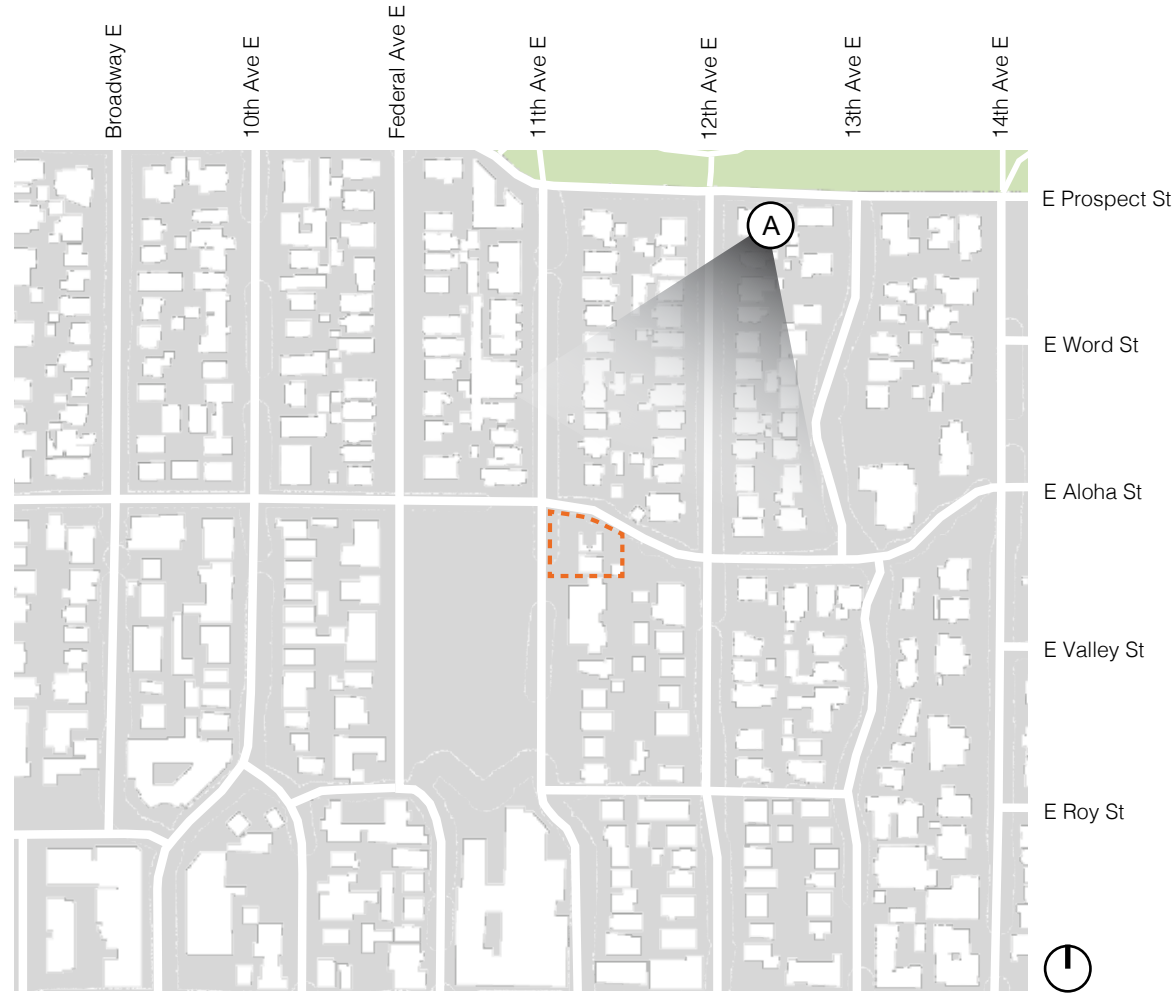 Broadway E
10th Ave E
Federal Ave E
11th Ave E
12th Ave E
13th Ave E
14th Ave E
E Prospect St
A
E Word St
E Aloha St
E Valley St
E Roy St